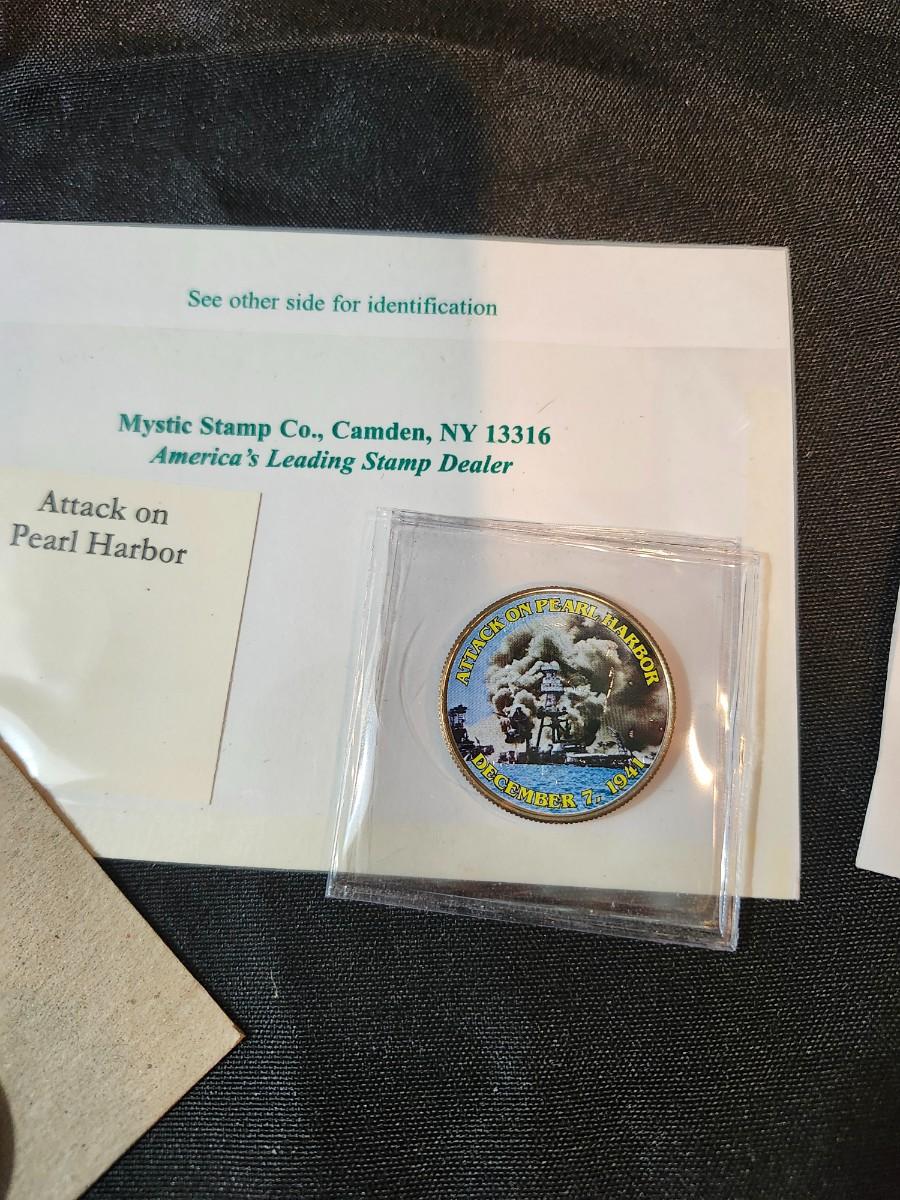 See other side for identification
Mystic Stamp Co., Camden, NY 13316
America's Leading Stamp Dealer
Attack on
Pearl Harbor
ATTACK ON PEARL HARBOR
DECEMBER 7, 1941